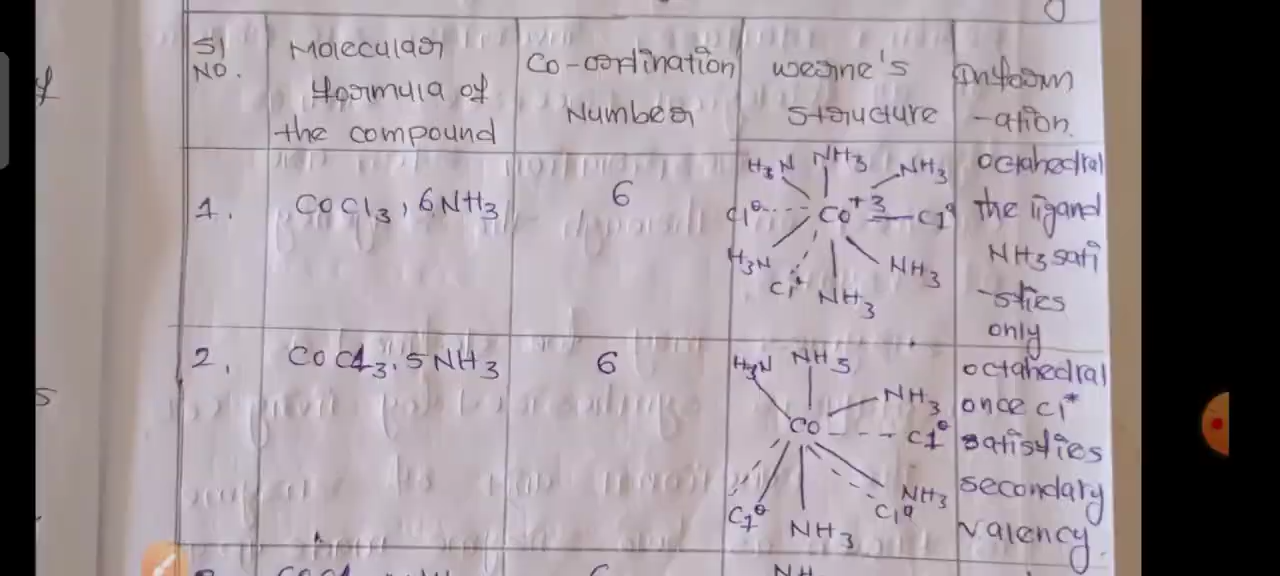 Sl NO.
Molecular formula of the compound
Co-ordination Number
Werne's structure
Inform-ation.
1.
CoCl3, 6NH3
6
H3N NH3 NH3
Cl⊖ Co+3 Cl⊖
H3N NH3
Cl NH3
octahedral
the ligand
NH3 sati
-sfies
only
2.
CoCl3. 5NH3
6
H3N NH3
NH3
Co Cl⊖
NH3
Cl⊖ Cl⊖
NH3
octahedral
once Cl*
satisfies
secondary
valency.